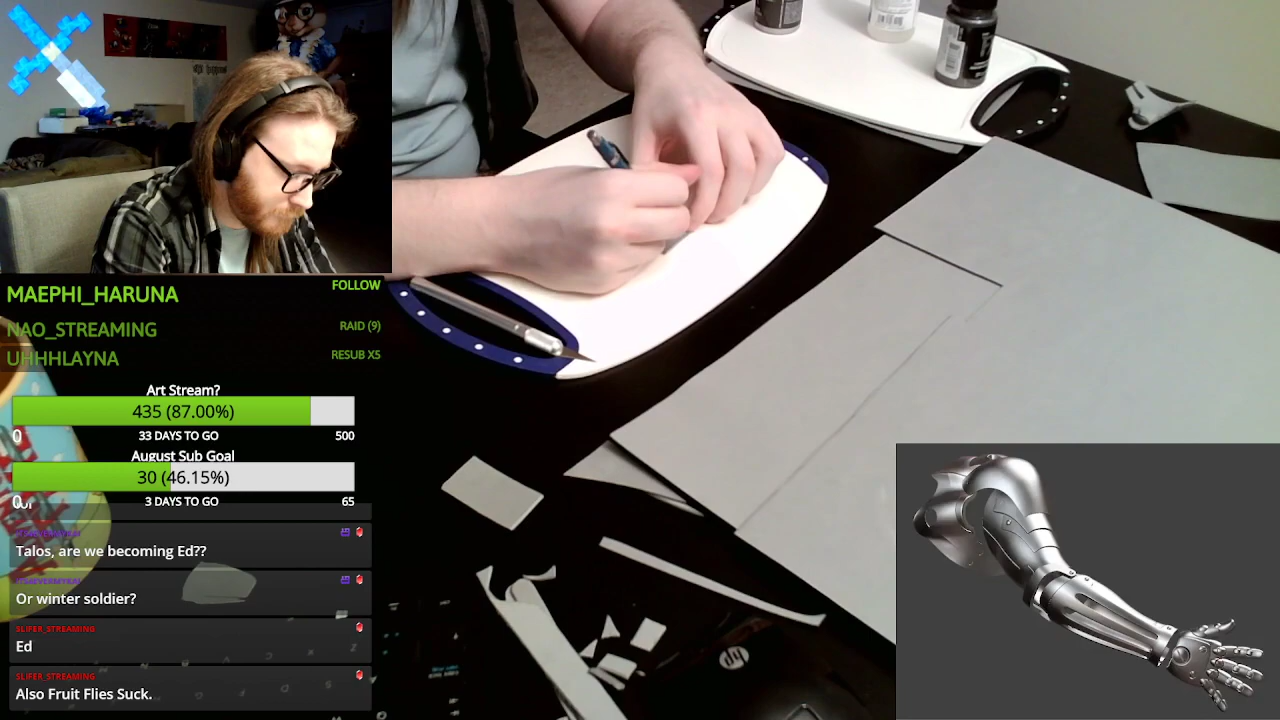 MAEPHI_HARUNA FOLLOW
NAO_STREAMING RAID (9)
UHHHLAYNA RESUB X5
Art Stream?
435 (87.00%)
0 33 DAYS TO GO 500
August Sub Goal
30 (46.15%)
0 3 DAYS TO GO 65
Talos, are we becoming Ed??
Or winter soldier?
SLIFER_STREAMING
Ed
SLIFER_STREAMING
Also Fruit Flies Suck.
hp